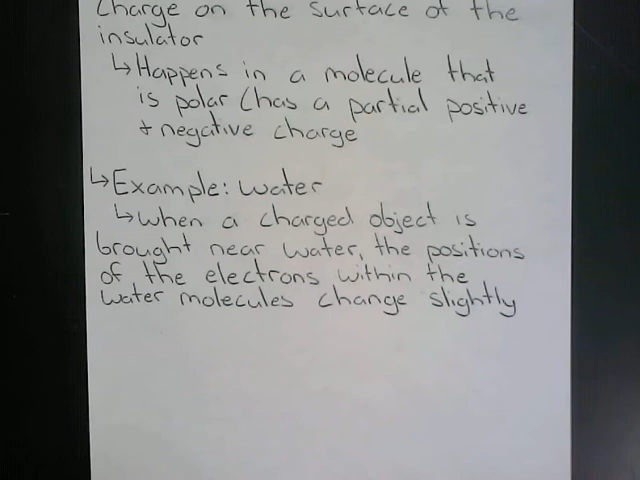 Charge on the surface of the
insulator
↳ Happens in a molecule that
is polar (has a partial positive
+ negative charge
↳ Example: Water
↳ when a charged object is
brought near water, the positions
of the electrons within the
water molecules change slightly